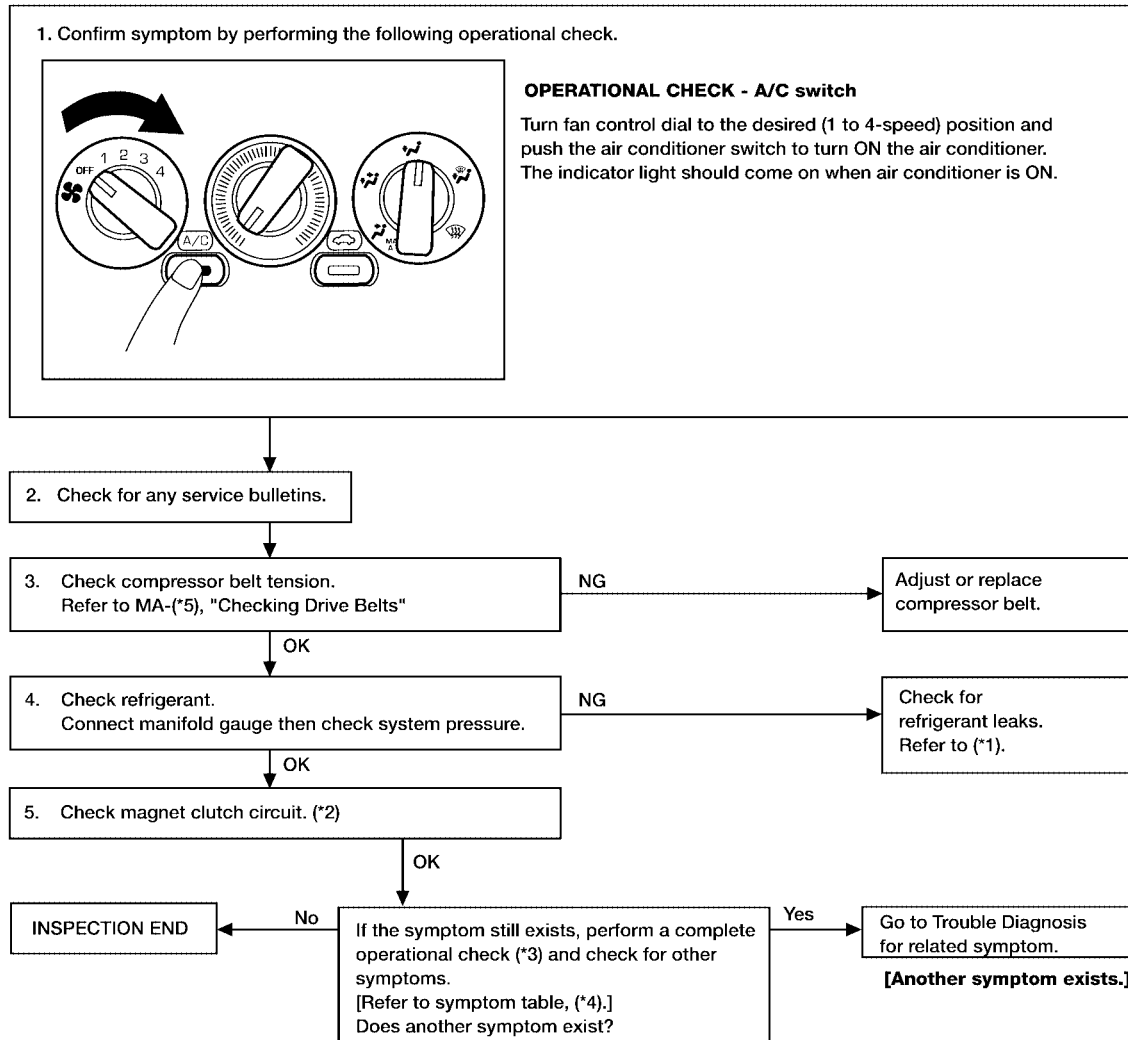 1. Confirm symptom by performing the following operational check.
OPERATIONAL CHECK - A/C switch
Turn fan control dial to the desired (1 to 4-speed) position and
push the air conditioner switch to turn ON the air conditioner.
The indicator light should come on when air conditioner is ON.
OFF 1 2 3 4
A/C
2. Check for any service bulletins.
3. Check compressor belt tension.
Refer to MA-(*5), "Checking Drive Belts"
NG
Adjust or replace
compressor belt.
OK
4. Check refrigerant.
Connect manifold gauge then check system pressure.
NG
Check for
refrigerant leaks.
Refer to (*1).
OK
5. Check magnet clutch circuit. (*2)
OK
INSPECTION END
No
If the symptom still exists, perform a complete
operational check (*3) and check for other
symptoms.
[Refer to symptom table, (*4).]
Does another symptom exist?
Yes
Go to Trouble Diagnosis
for related symptom.
[Another symptom exists.]